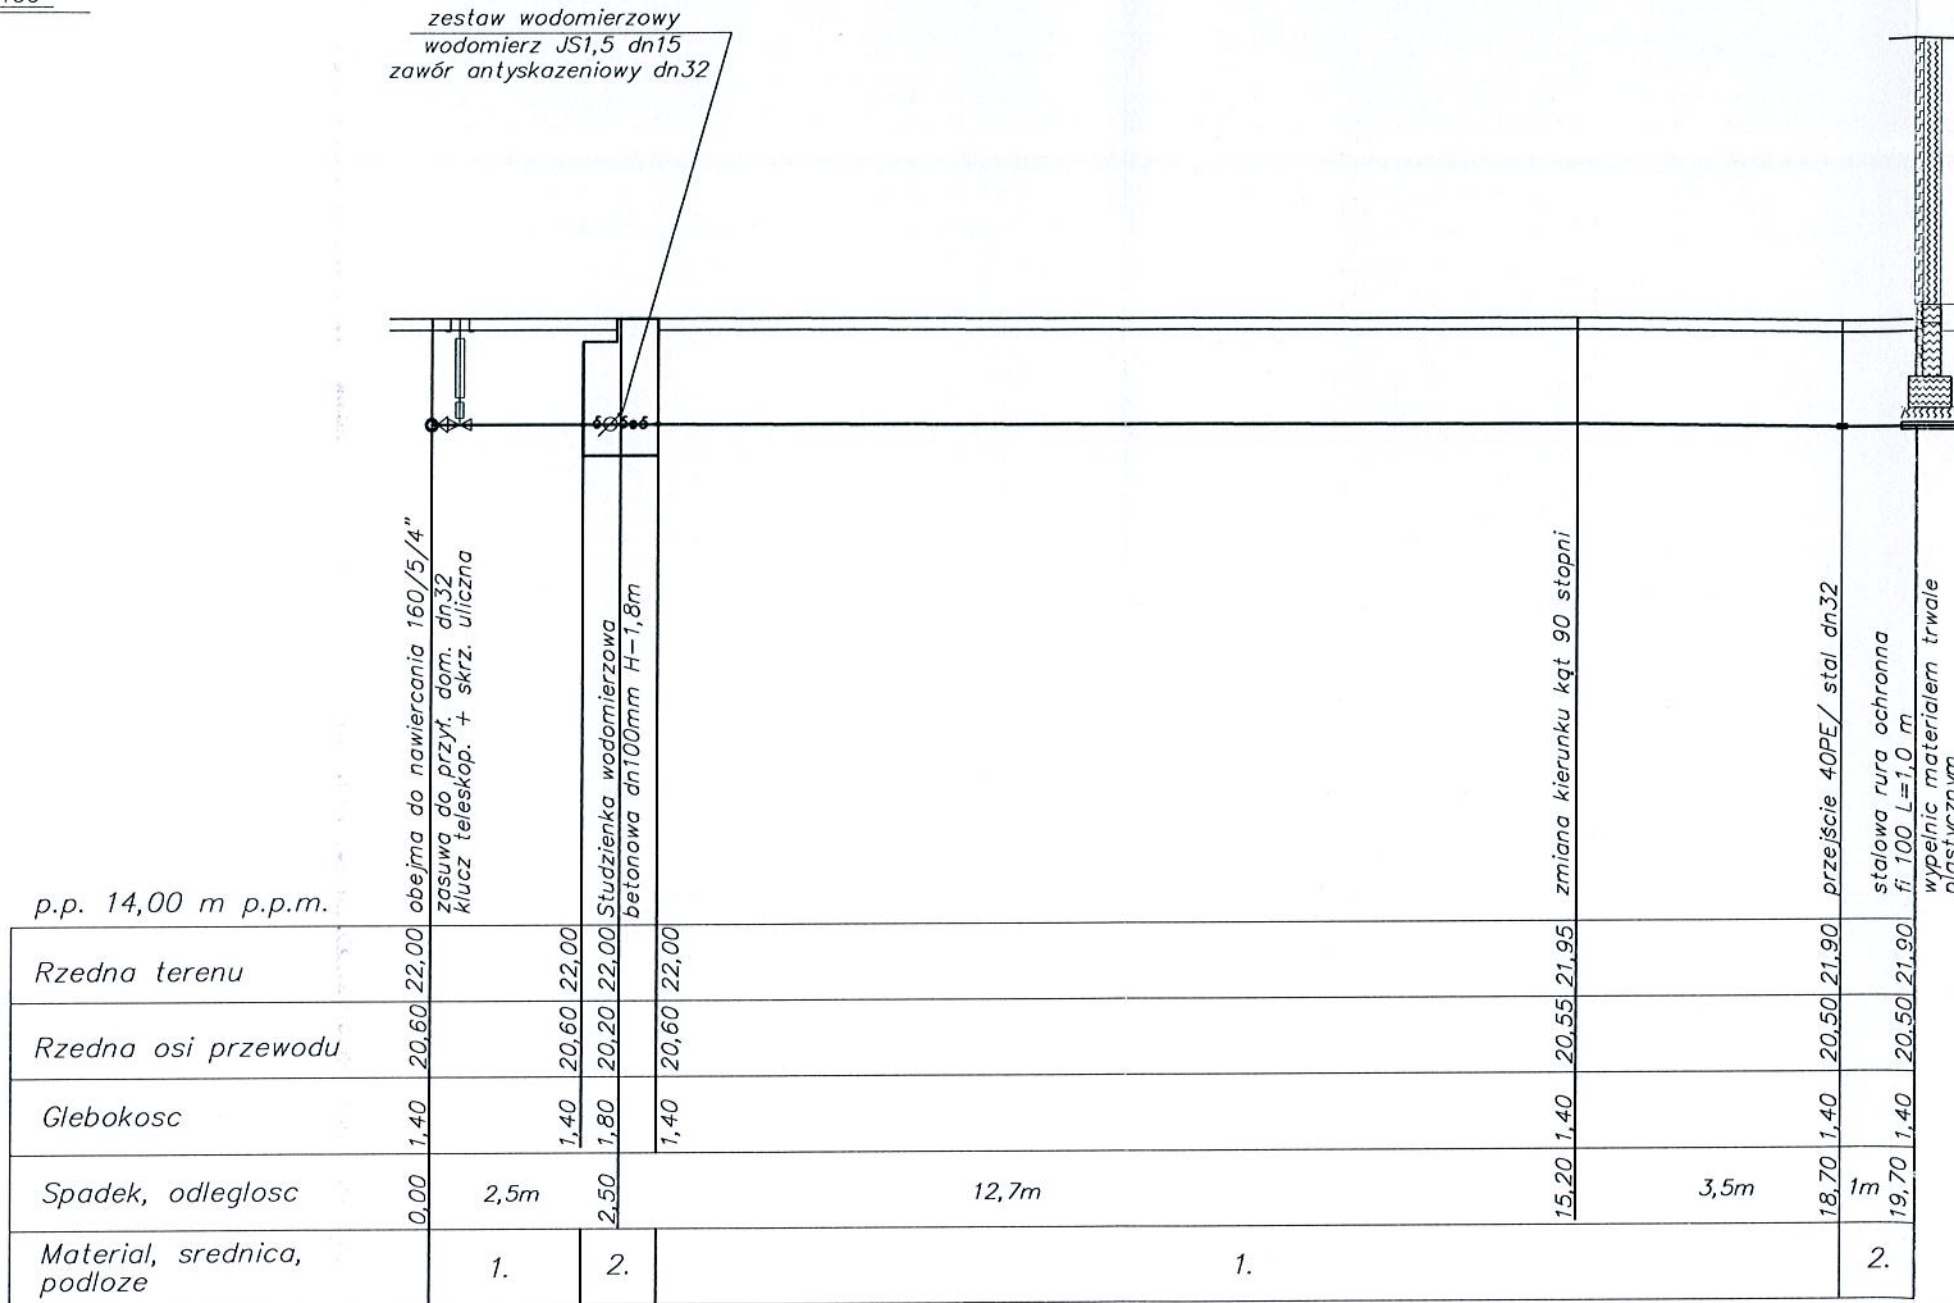 zestaw wodomierzowy
wodomierz JS1,5 dn15
zawór antyskazeniowy dn32
obejma do nawiercania 160/5/4"
zasuwa do przył. dom. dn32
klucz teleskop. + skrz. uliczna
Studzienka wodomierzowa
betonowa dn100mm H-1,8m
zmiana kierunku kąt 90 stopni
przejście 40PE/ stal dn32
stalowa rura ochronna
fi 100 L=1,0 m
wypelnic materialem trwale
plastycznym
p.p. 14,00 m p.p.m.
Rzedna terenu 22,00 22,00 22,00 22,00 21,95 21,90 21,90
Rzedna osi przewodu 20,60 20,60 20,20 20,60 20,55 20,50 20,50
Glebokosc 1,40 1,40 1,80 1,40 1,40 1,40 1,40
Spadek, odleglosc 0,00 2,5m 2,50 12,7m 15,20 3,5m 18,70 1m 19,70
Material, srednica,
podloze
1. 2. 1. 2.